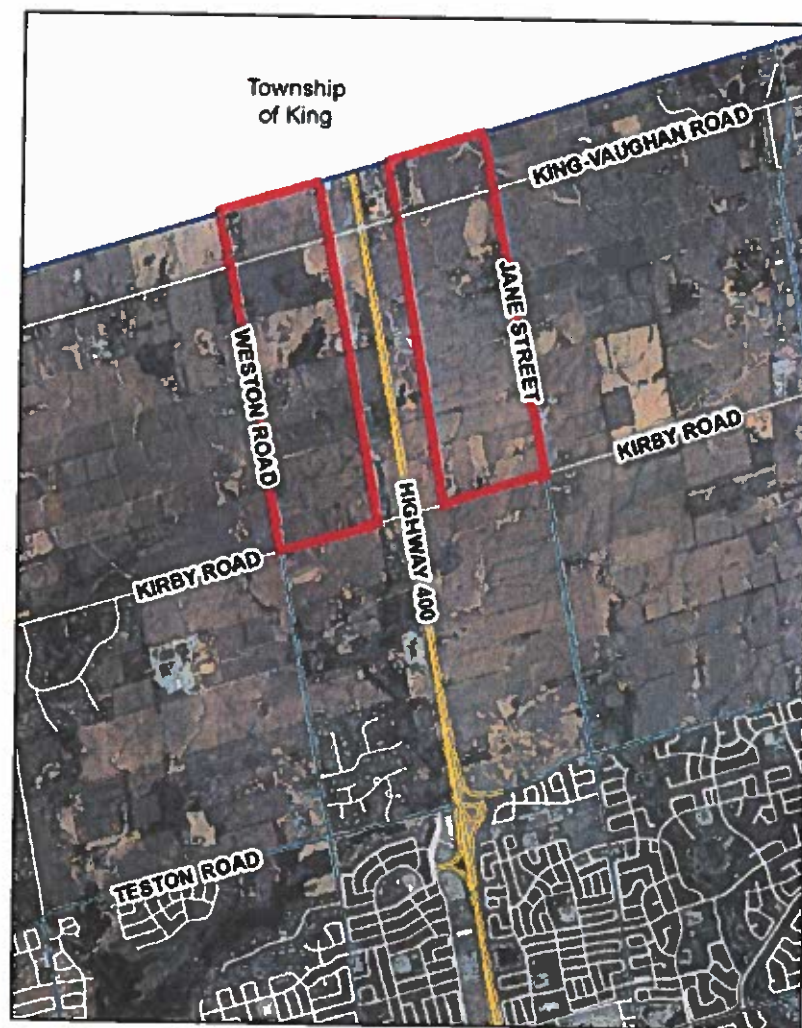 Township
of King
KING-VAUGHAN ROAD
WESTON ROAD
JANE STREET
KIRBY ROAD
HIGHWAY 400
KIRBY ROAD
TESTON ROAD